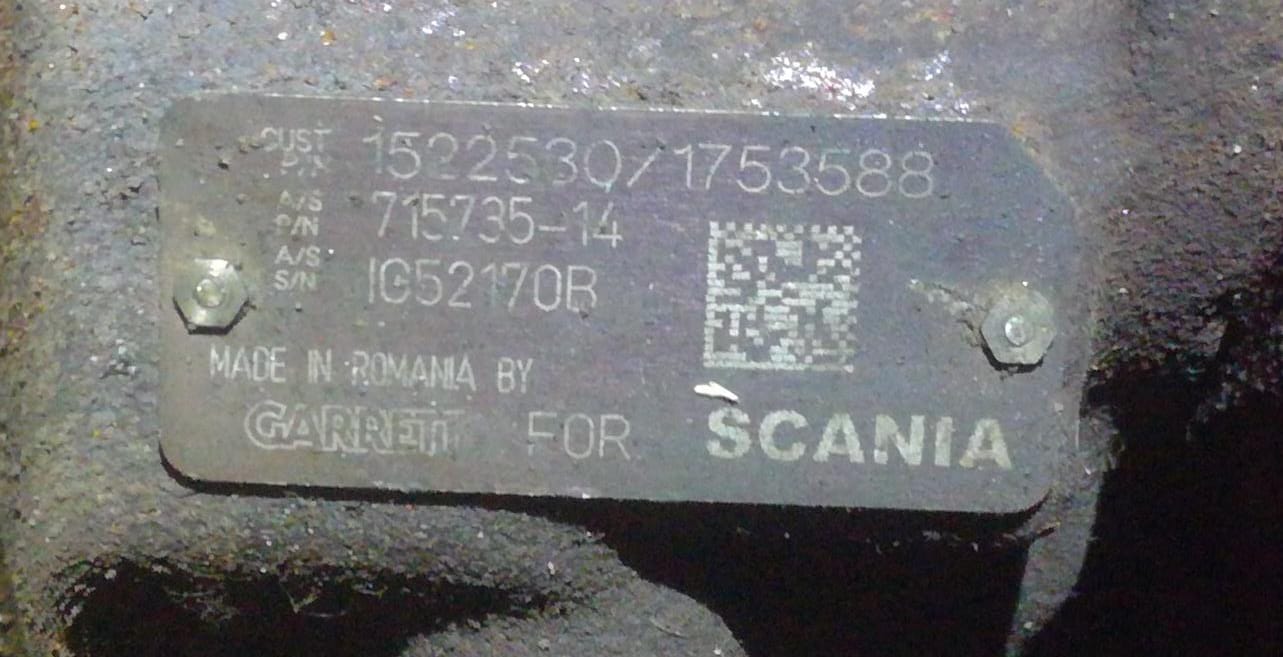 CUST P/N 1522530/1753588
A/S P/N 715735-14
A/S S/N IG52170B
MADE IN ROMANIA BY
GARRETT FOR SCANIA